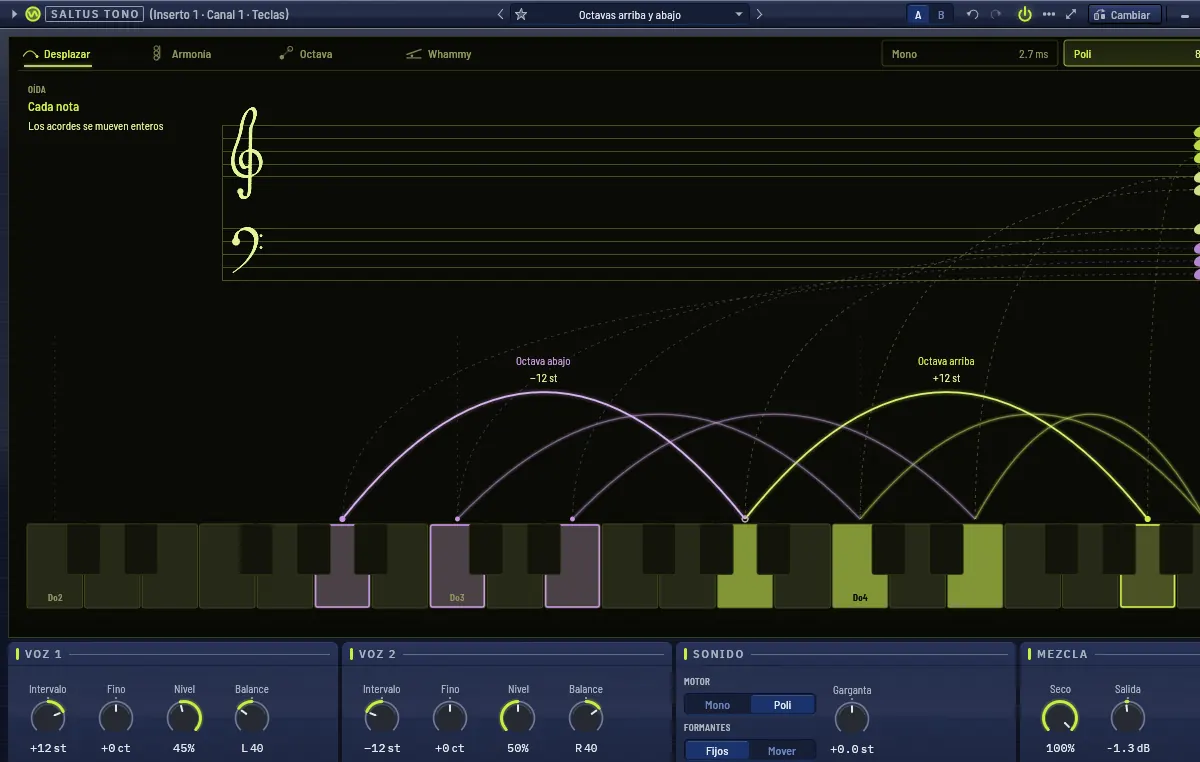 SALTUS TONO (Inserto 1 · Canal 1 · Teclas)
Octavas arriba y abajo
A B
Cambiar
Desplazar Armonía Octava Whammy
Mono 2.7 ms
Poli 8
OÍDA
Cada nota
Los acordes se mueven enteros
Octava abajo
−12 st
Octava arriba
+12 st
Do2 Do3 Do4
VOZ 1
Intervalo Fino Nivel Balance
+12 st +0 ct 45% L 40
VOZ 2
Intervalo Fino Nivel Balance
−12 st +0 ct 50% R 40
SONIDO
MOTOR
Mono Poli
FORMANTES
Fijos Mover
Garganta
+0.0 st
MEZCLA
Seco Salida
100% -1.3 dB